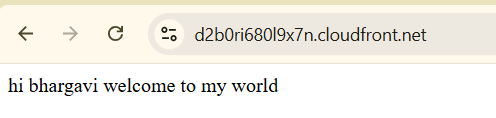 d2b0ri680l9x7n.cloudfront.net
hi bhargavi welcome to my world